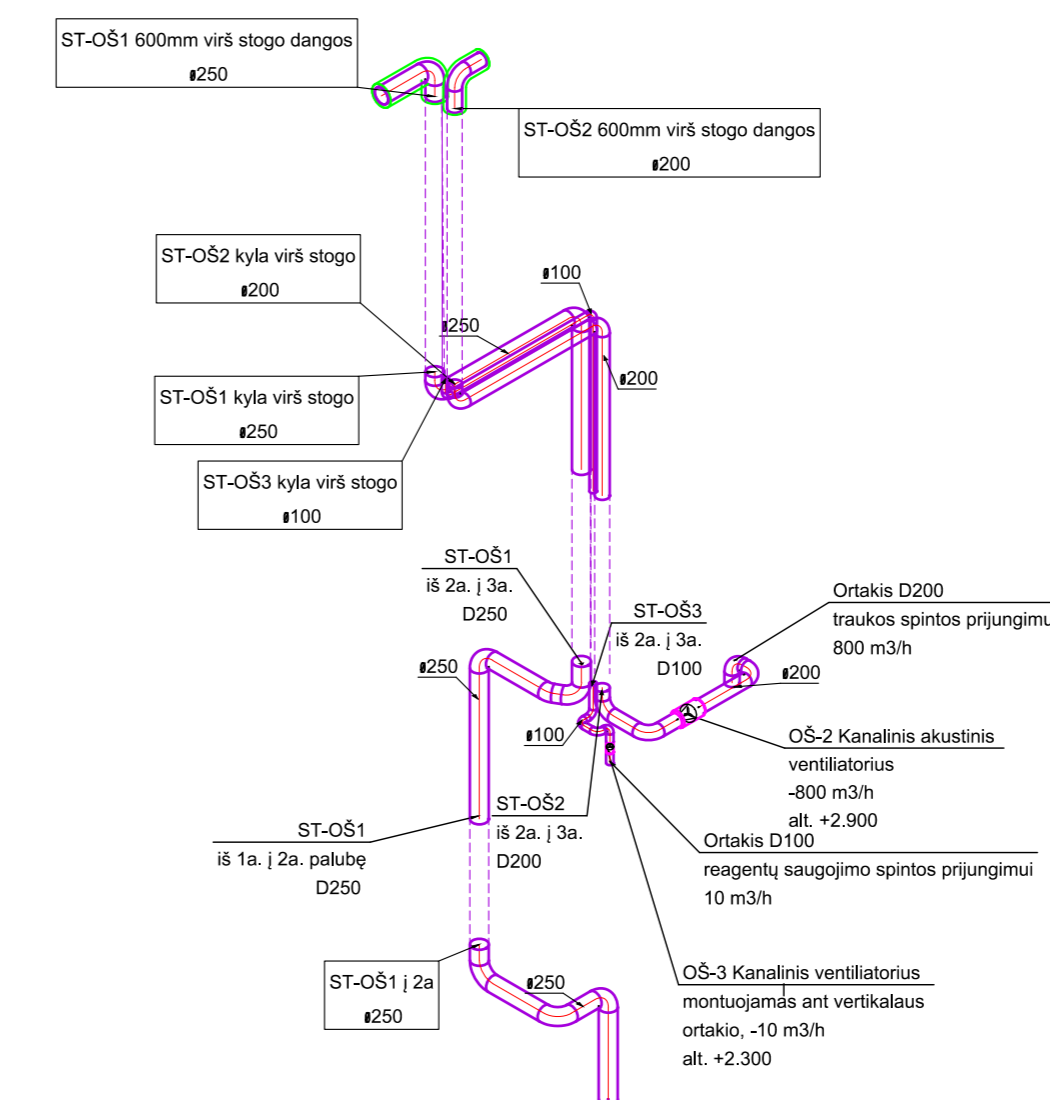 ST-OŠ1 600mm virš stogo dangos
ø250
ST-OŠ2 600mm virš stogo dangos
ø200
ST-OŠ2 kyla virš stogo
ø200
ø100
ø250
ø200
ST-OŠ1 kyla virš stogo
ø250
ST-OŠ3 kyla virš stogo
ø100
ST-OŠ1
iš 2a. į 3a.
D250
ST-OŠ3
iš 2a. į 3a.
D100
Ortakis D200
traukos spintos prijungimu
800 m3/h
ø250
ø200
ø100
OŠ-2 Kanalinis akustinis
ventiliatorius
-800 m3/h
alt. +2.900
ST-OŠ1
iš 1a. į 2a. palubę
D250
ST-OŠ2
iš 2a. į 3a.
D200
Ortakis D100
reagentų saugojimo spintos prijungimui
10 m3/h
ST-OŠ1 į 2a
ø250
ø250
OŠ-3 Kanalinis ventiliatorius
montuojamas ant vertikalaus
ortakio, -10 m3/h
alt. +2.300